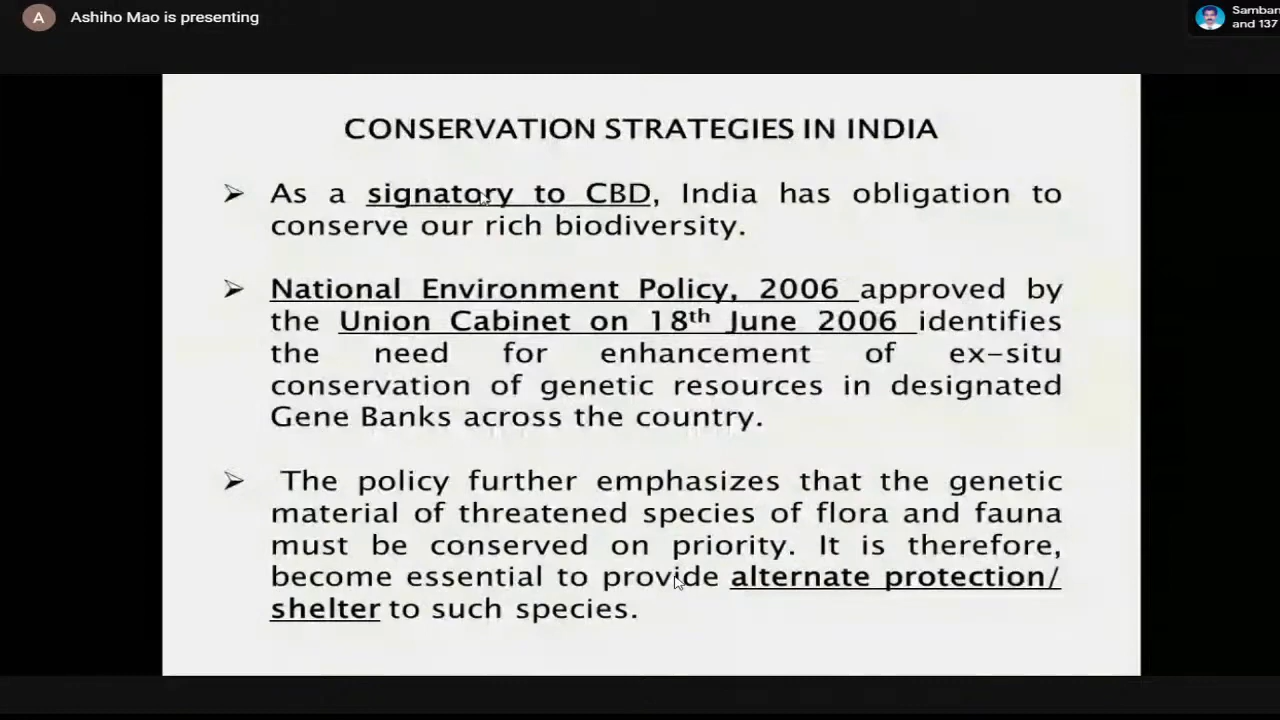 A Ashiho Mao is presenting
Samban
and 137
CONSERVATION STRATEGIES IN INDIA
➢ As a signatory to CBD, India has obligation to
conserve our rich biodiversity.
➢ National Environment Policy, 2006 approved by
the Union Cabinet on 18th June 2006 identifies
the need for enhancement of ex-situ
conservation of genetic resources in designated
Gene Banks across the country.
➢ The policy further emphasizes that the genetic
material of threatened species of flora and fauna
must be conserved on priority. It is therefore,
become essential to provide alternate protection/
shelter to such species.